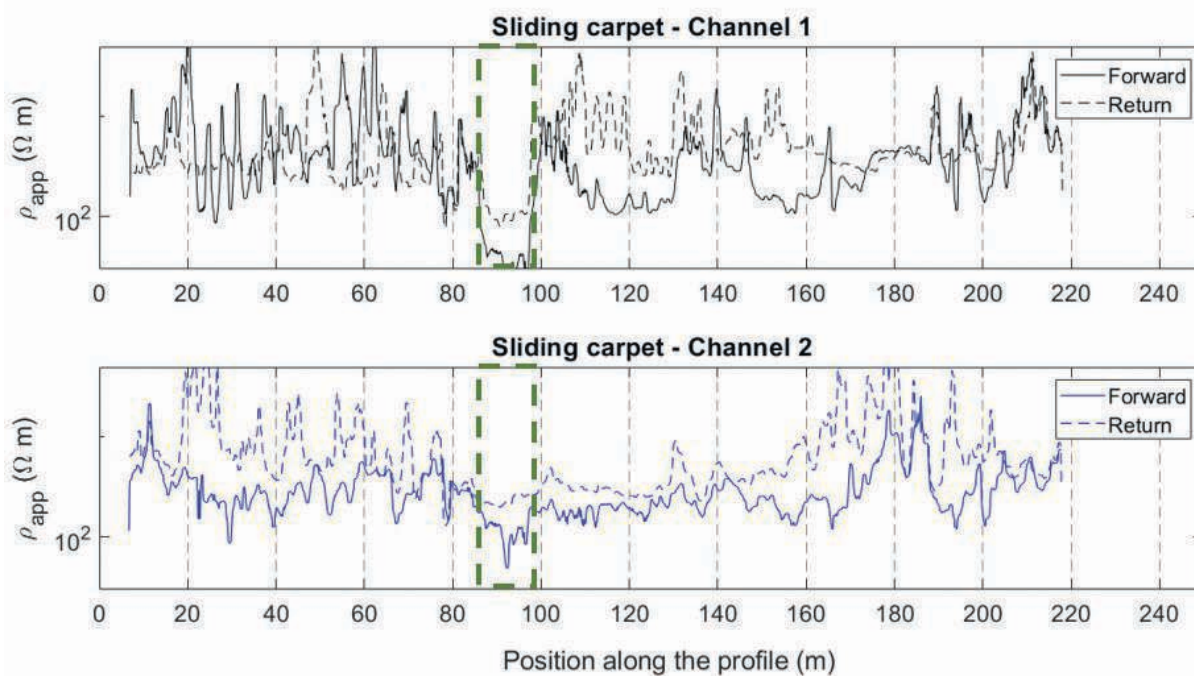 Sliding carpet - Channel 1
ρapp (Ω m)
10²
Forward
Return
0 20 40 60 80 100 120 140 160 180 200 220 240
Sliding carpet - Channel 2
ρapp (Ω m)
10²
Forward
Return
0 20 40 60 80 100 120 140 160 180 200 220 240
Position along the profile (m)